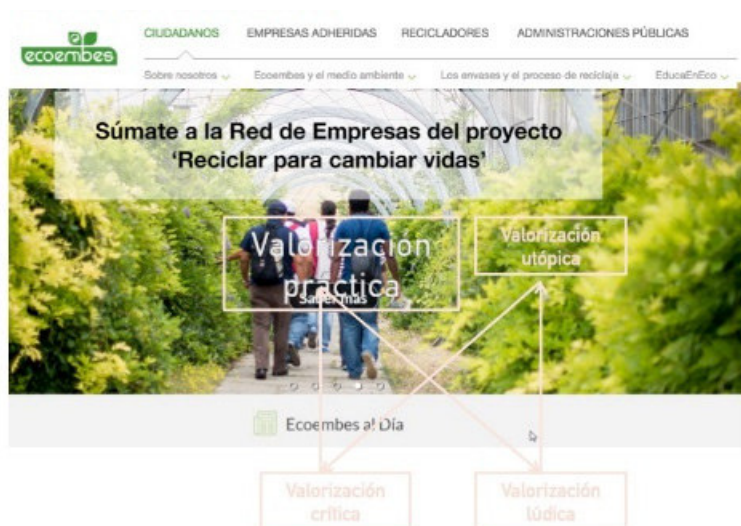 ecoembes
CIUDADANOS EMPRESAS ADHERIDAS RECICLADORES ADMINISTRACIONES PÚBLICAS
Sobre nosotros Ecoembes y el medio ambiente Los envases y el proceso de reciclaje EducaEnEco
Súmate a la Red de Empresas del proyecto
‘Reciclar para cambiar vidas’
Valorización
práctica
Valorización
utópica
Saber más
Ecoembes al Día
Valorización
crítica
Valorización
lúdica